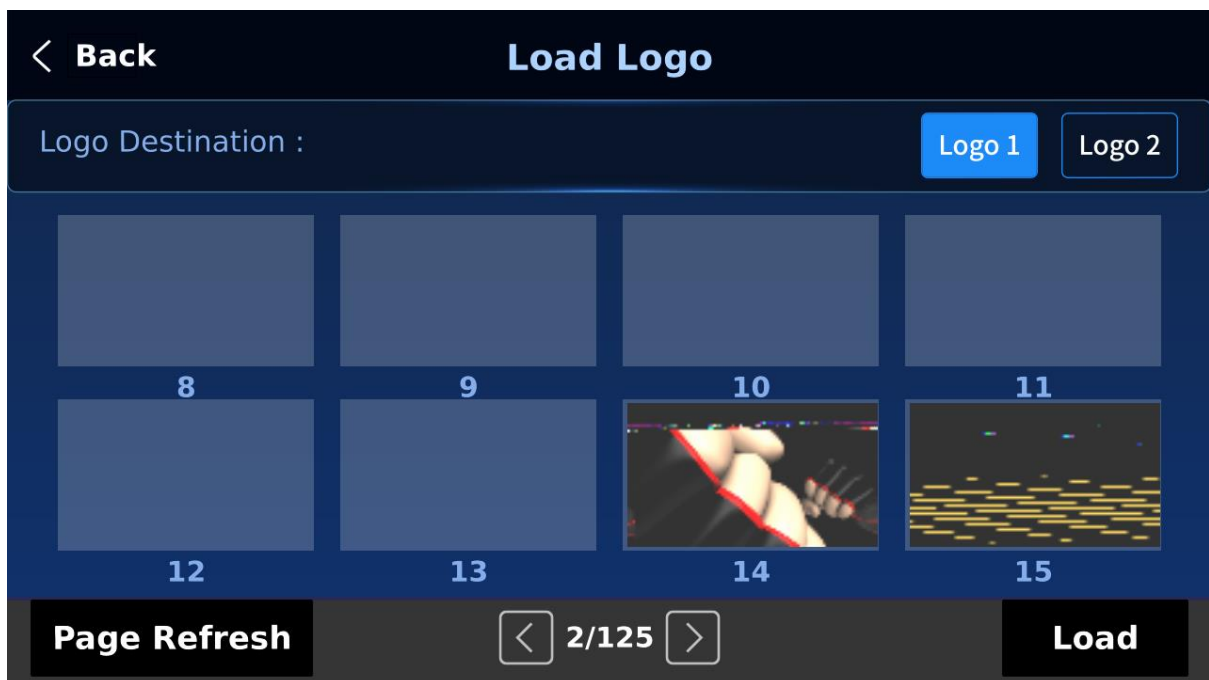 Back
Load Logo
Logo Destination :
Logo 1
Logo 2
8
9
10
11
12
13
14
15
Page Refresh
2/125
Load